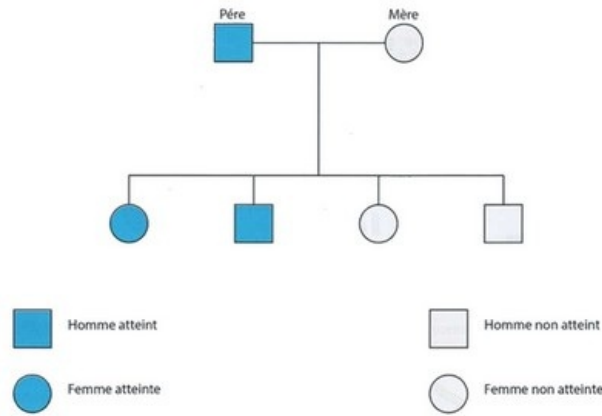 Pére
Mère
Homme atteint
Homme non atteint
Femme atteinte
Femme non atteinte